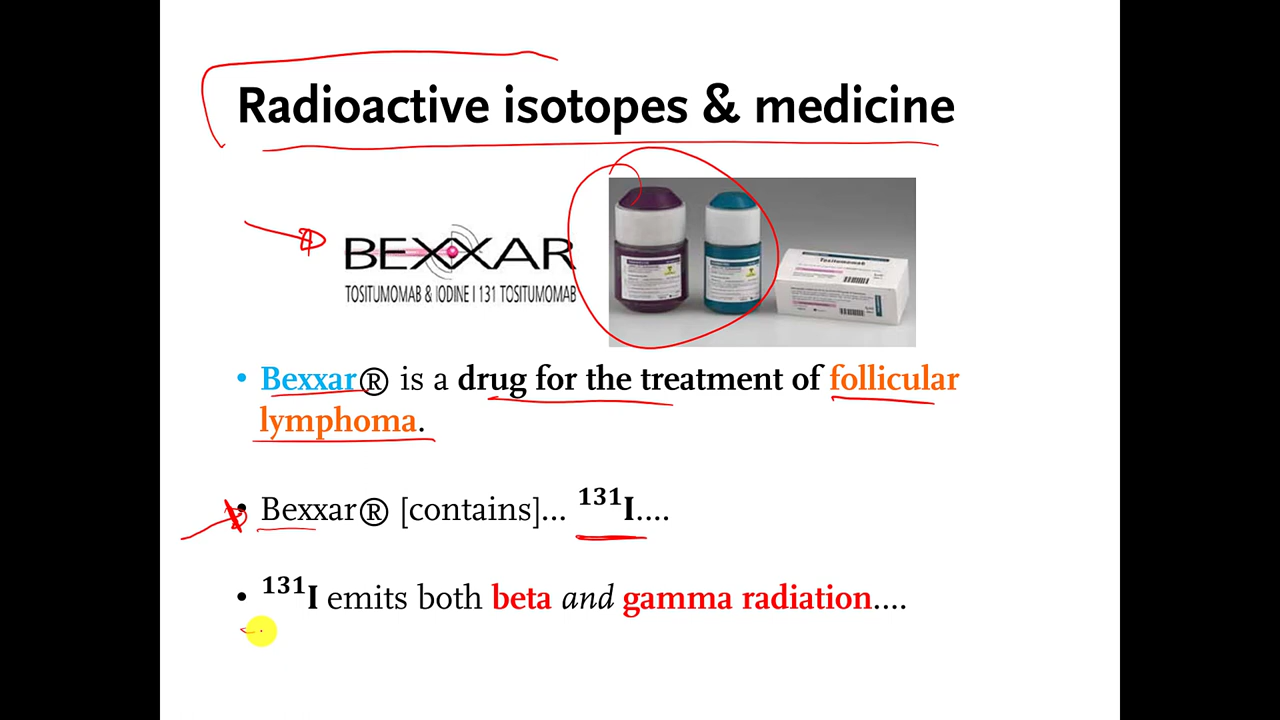 Radioactive isotopes & medicine
BEXXAR
TOSITUMOMAB & IODINE I 131 TOSITUMOMAB
Tositumomab
• Bexxar® is a drug for the treatment of follicular
lymphoma.
• Bexxar® [contains]... ¹³¹I....
• ¹³¹I emits both beta and gamma radiation....